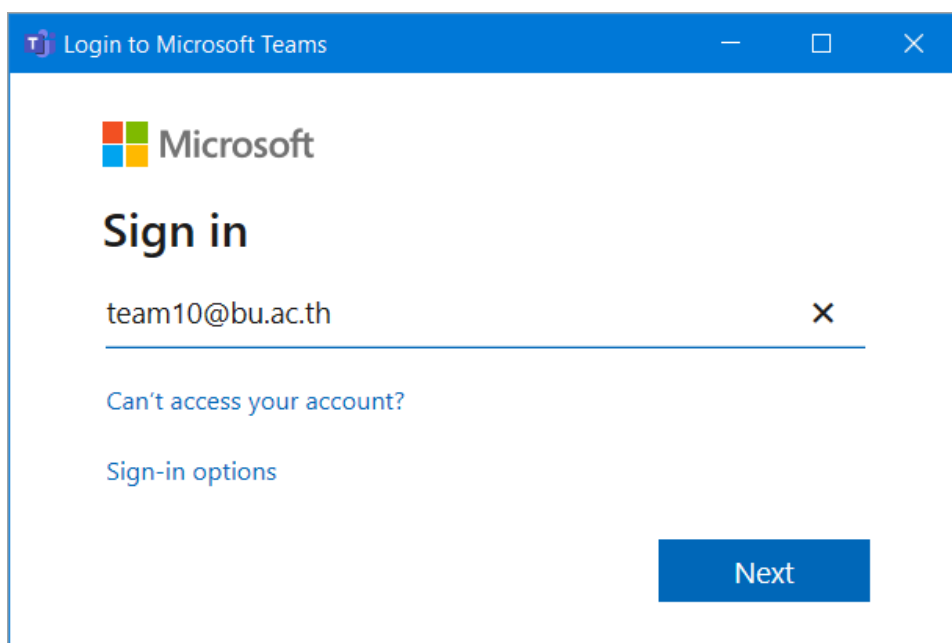 Login to Microsoft Teams
Microsoft
Sign in
team10@bu.ac.th
Can't access your account?
Sign-in options
Next